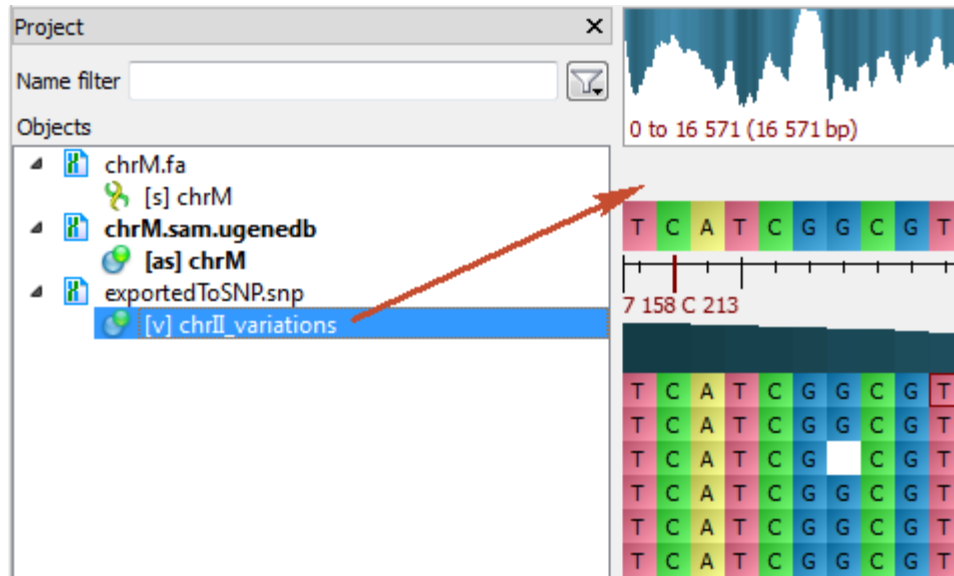 Project
Name filter
Objects
chrM.fa
[s] chrM
chrM.sam.ugenedb
[as] chrM
exportedToSNP.snp
[v] chrII_variations
0 to 16 571 (16 571 bp)
T C A T C G G C G T
7 158 C 213
T C A T C G G C G T
T C A T C G G C G T
T C A T C G C G T
T C A T C G G C G T
T C A T C G G C G T
T C A T C G G C G T